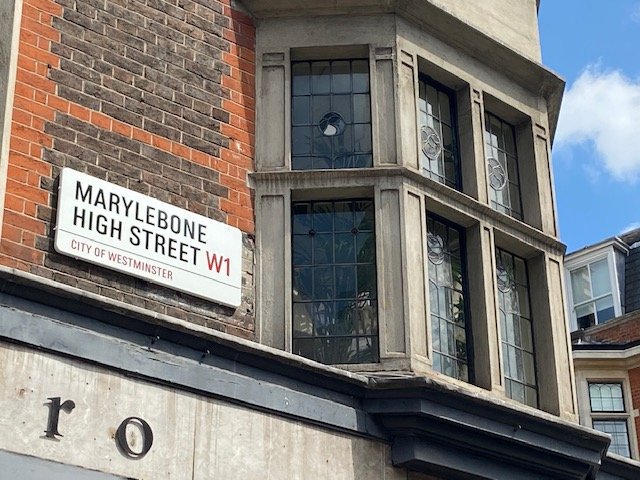 MARYLEBONE
HIGH STREET W1
CITY OF WESTMINSTER
ro